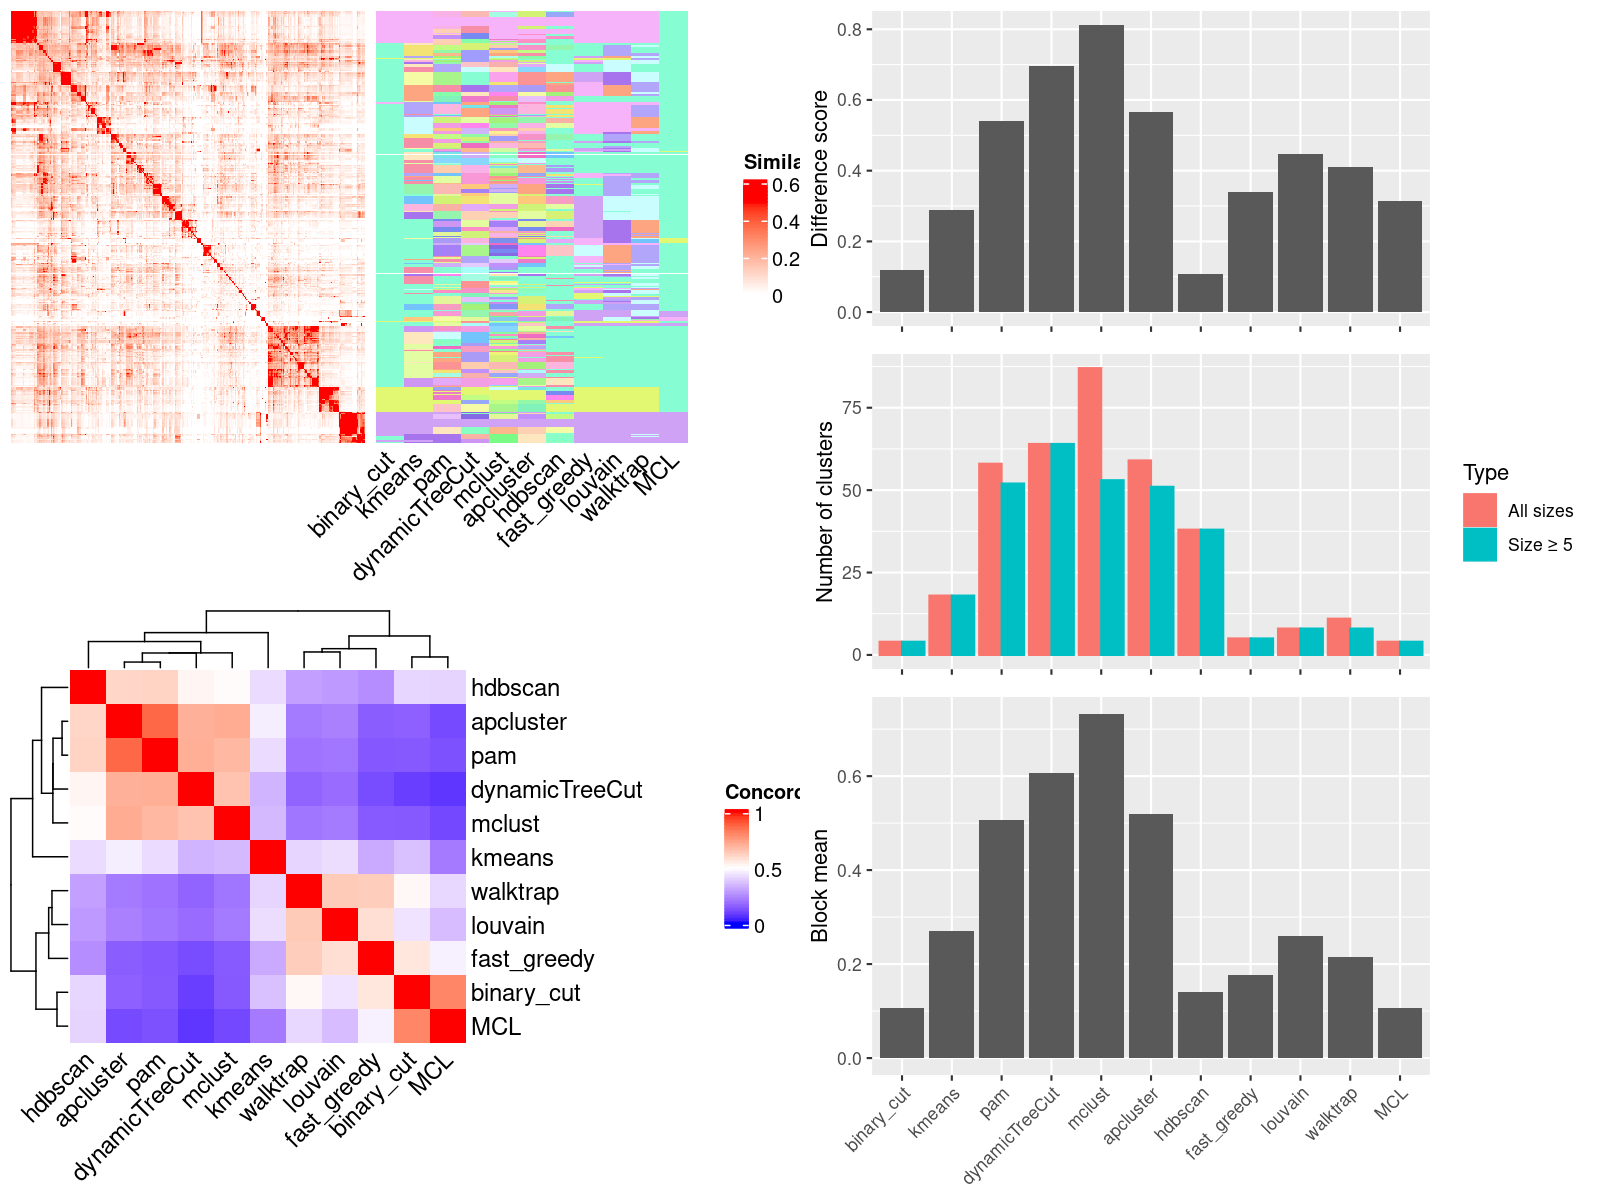 Simila
0.6
0.4
0.2
0
binary_cut
kmeans
pam
dynamicTreeCut
mclust
apcluster
hdbscan
fast_greedy
louvain
walktrap
MCL
hdbscan
apcluster
pam
dynamicTreeCut
mclust
kmeans
walktrap
louvain
fast_greedy
binary_cut
MCL
hdbscan
apcluster
pam
dynamicTreeCut
mclust
kmeans
walktrap
louvain
fast_greedy
binary_cut
MCL
Concord
1
0.5
0
Difference score
0.8
0.6
0.4
0.2
0.0
Number of clusters
75
50
25
0
Type
All sizes
Size ≥ 5
Block mean
0.6
0.4
0.2
0.0
binary_cut
kmeans
pam
dynamicTreeCut
mclust
apcluster
hdbscan
fast_greedy
louvain
walktrap
MCL